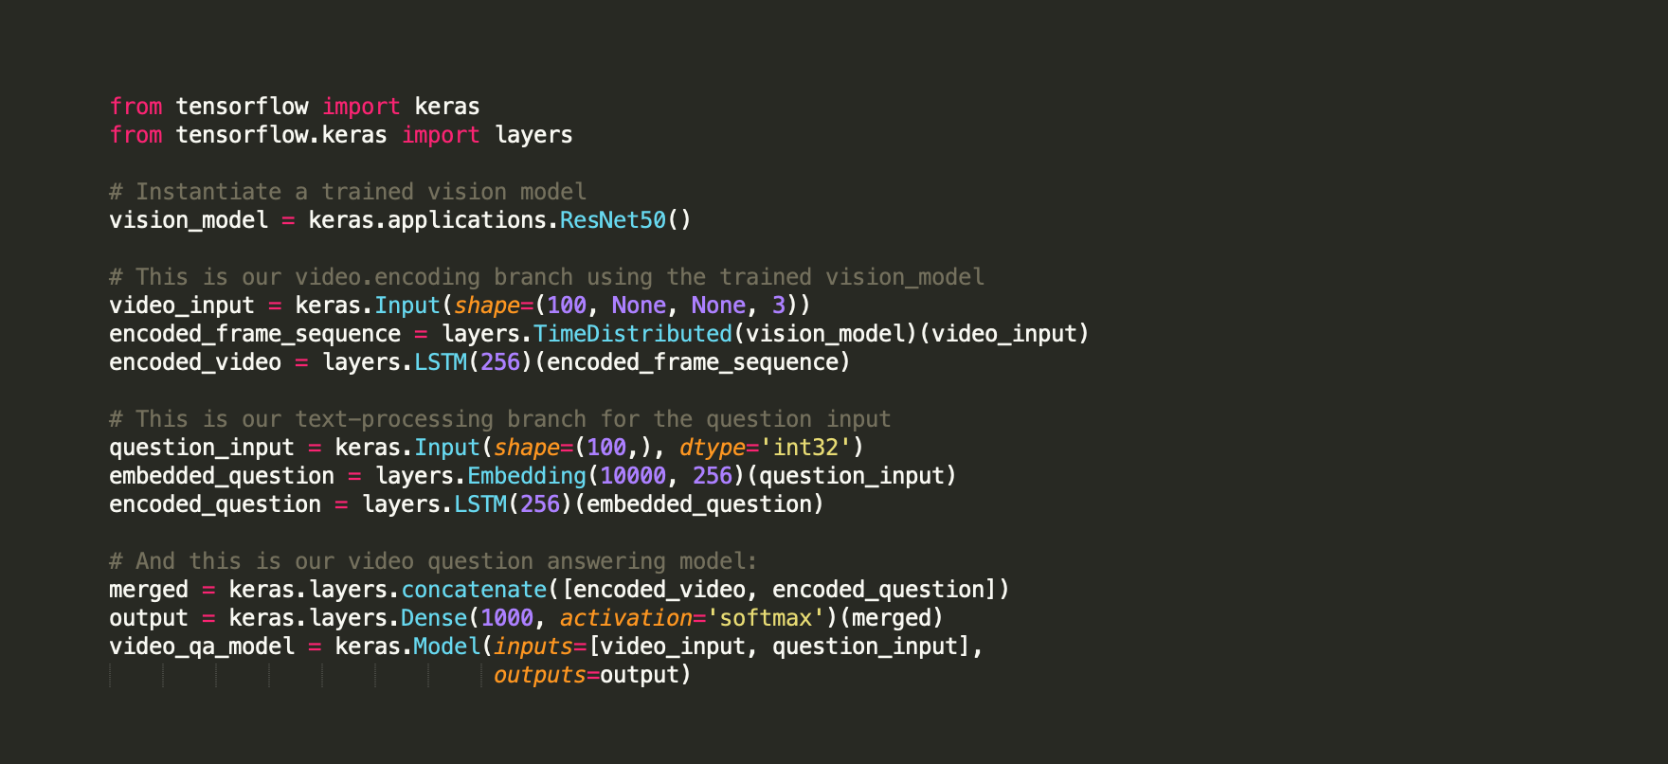 from tensorflow import keras
from tensorflow.keras import layers

# Instantiate a trained vision model
vision_model = keras.applications.ResNet50()

# This is our video.encoding branch using the trained vision_model
video_input = keras.Input(shape=(100, None, None, 3))
encoded_frame_sequence = layers.TimeDistributed(vision_model)(video_input)
encoded_video = layers.LSTM(256)(encoded_frame_sequence)

# This is our text-processing branch for the question input
question_input = keras.Input(shape=(100,), dtype='int32')
embedded_question = layers.Embedding(10000, 256)(question_input)
encoded_question = layers.LSTM(256)(embedded_question)

# And this is our video question answering model:
merged = keras.layers.concatenate([encoded_video, encoded_question])
output = keras.layers.Dense(1000, activation='softmax')(merged)
video_qa_model = keras.Model(inputs=[video_input, question_input],
                             outputs=output)